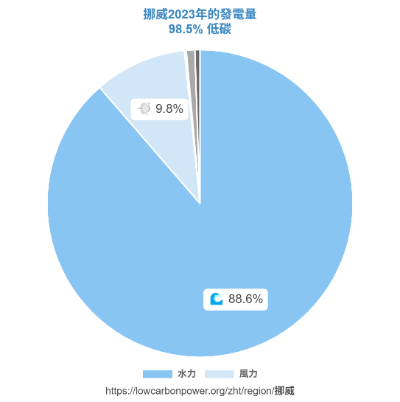 挪威2023年的發電量
98.5% 低碳
9.8%
88.6%
水力 風力
https://lowcarbonpower.org/zht/region/挪威